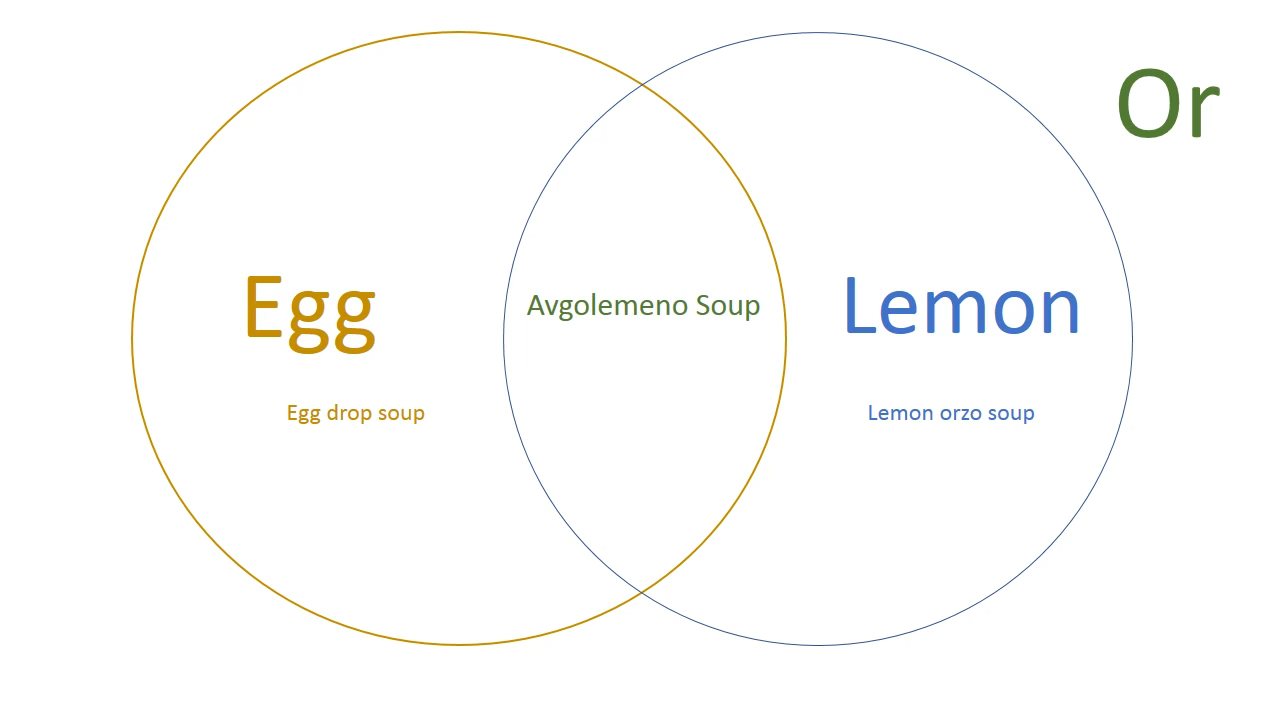 Or
Egg
Avgolemeno Soup
Lemon
Egg drop soup
Lemon orzo soup